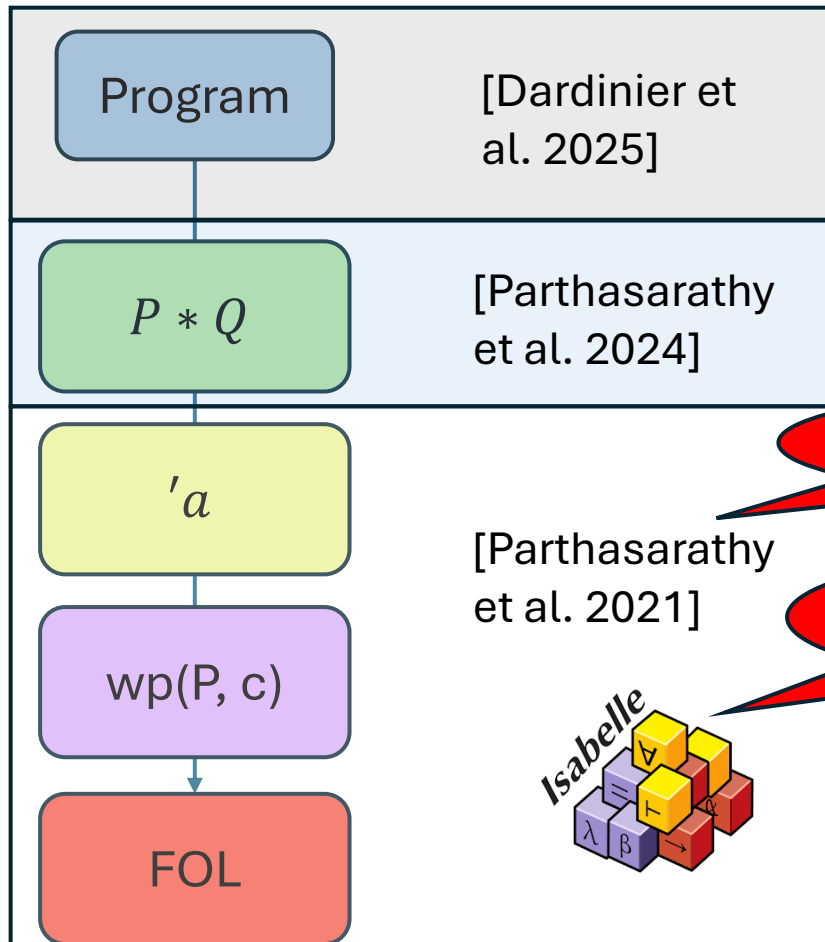 Program
[Dardinier et
al. 2025]
P ∗ Q
[Parthasarathy
et al. 2024]
′a
[Parthasarathy
et al. 2021]
wp(P, c)
Isabelle
∀
=
⊢
α
λ
β
→
FOL